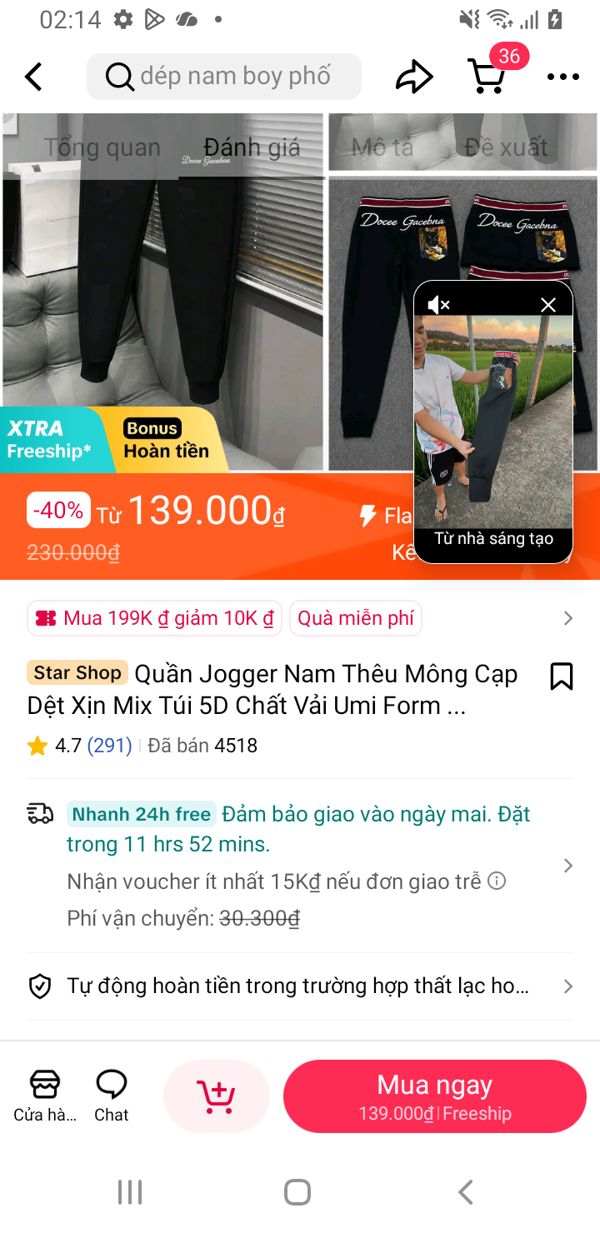 02:14
dép nam boy phố
36
Tổng quan
Đánh giá
Mô tả
Đề xuất
Docee Gacebna
Docee Gacebna
Docee Gacebna
XTRA
Freeship*
Bonus
Hoàn tiền
Từ nhà sáng tạo
-40% Từ 139.000₫
230.000₫
Mua 199K ₫ giảm 10K ₫
Quà miễn phí
Star Shop Quần Jogger Nam Thêu Mông Cạp
Dệt Xịn Mix Túi 5D Chất Vải Umi Form ...
4.7 (291) Đã bán 4518
Nhanh 24h free Đảm bảo giao vào ngày mai. Đặt
trong 11 hrs 52 mins.
Nhận voucher ít nhất 15K₫ nếu đơn giao trễ
Phí vận chuyển: 30.300₫
Tự động hoàn tiền trong trường hợp thất lạc ho...
Cửa hà...
Chat
Mua ngay
139.000₫ | Freeship